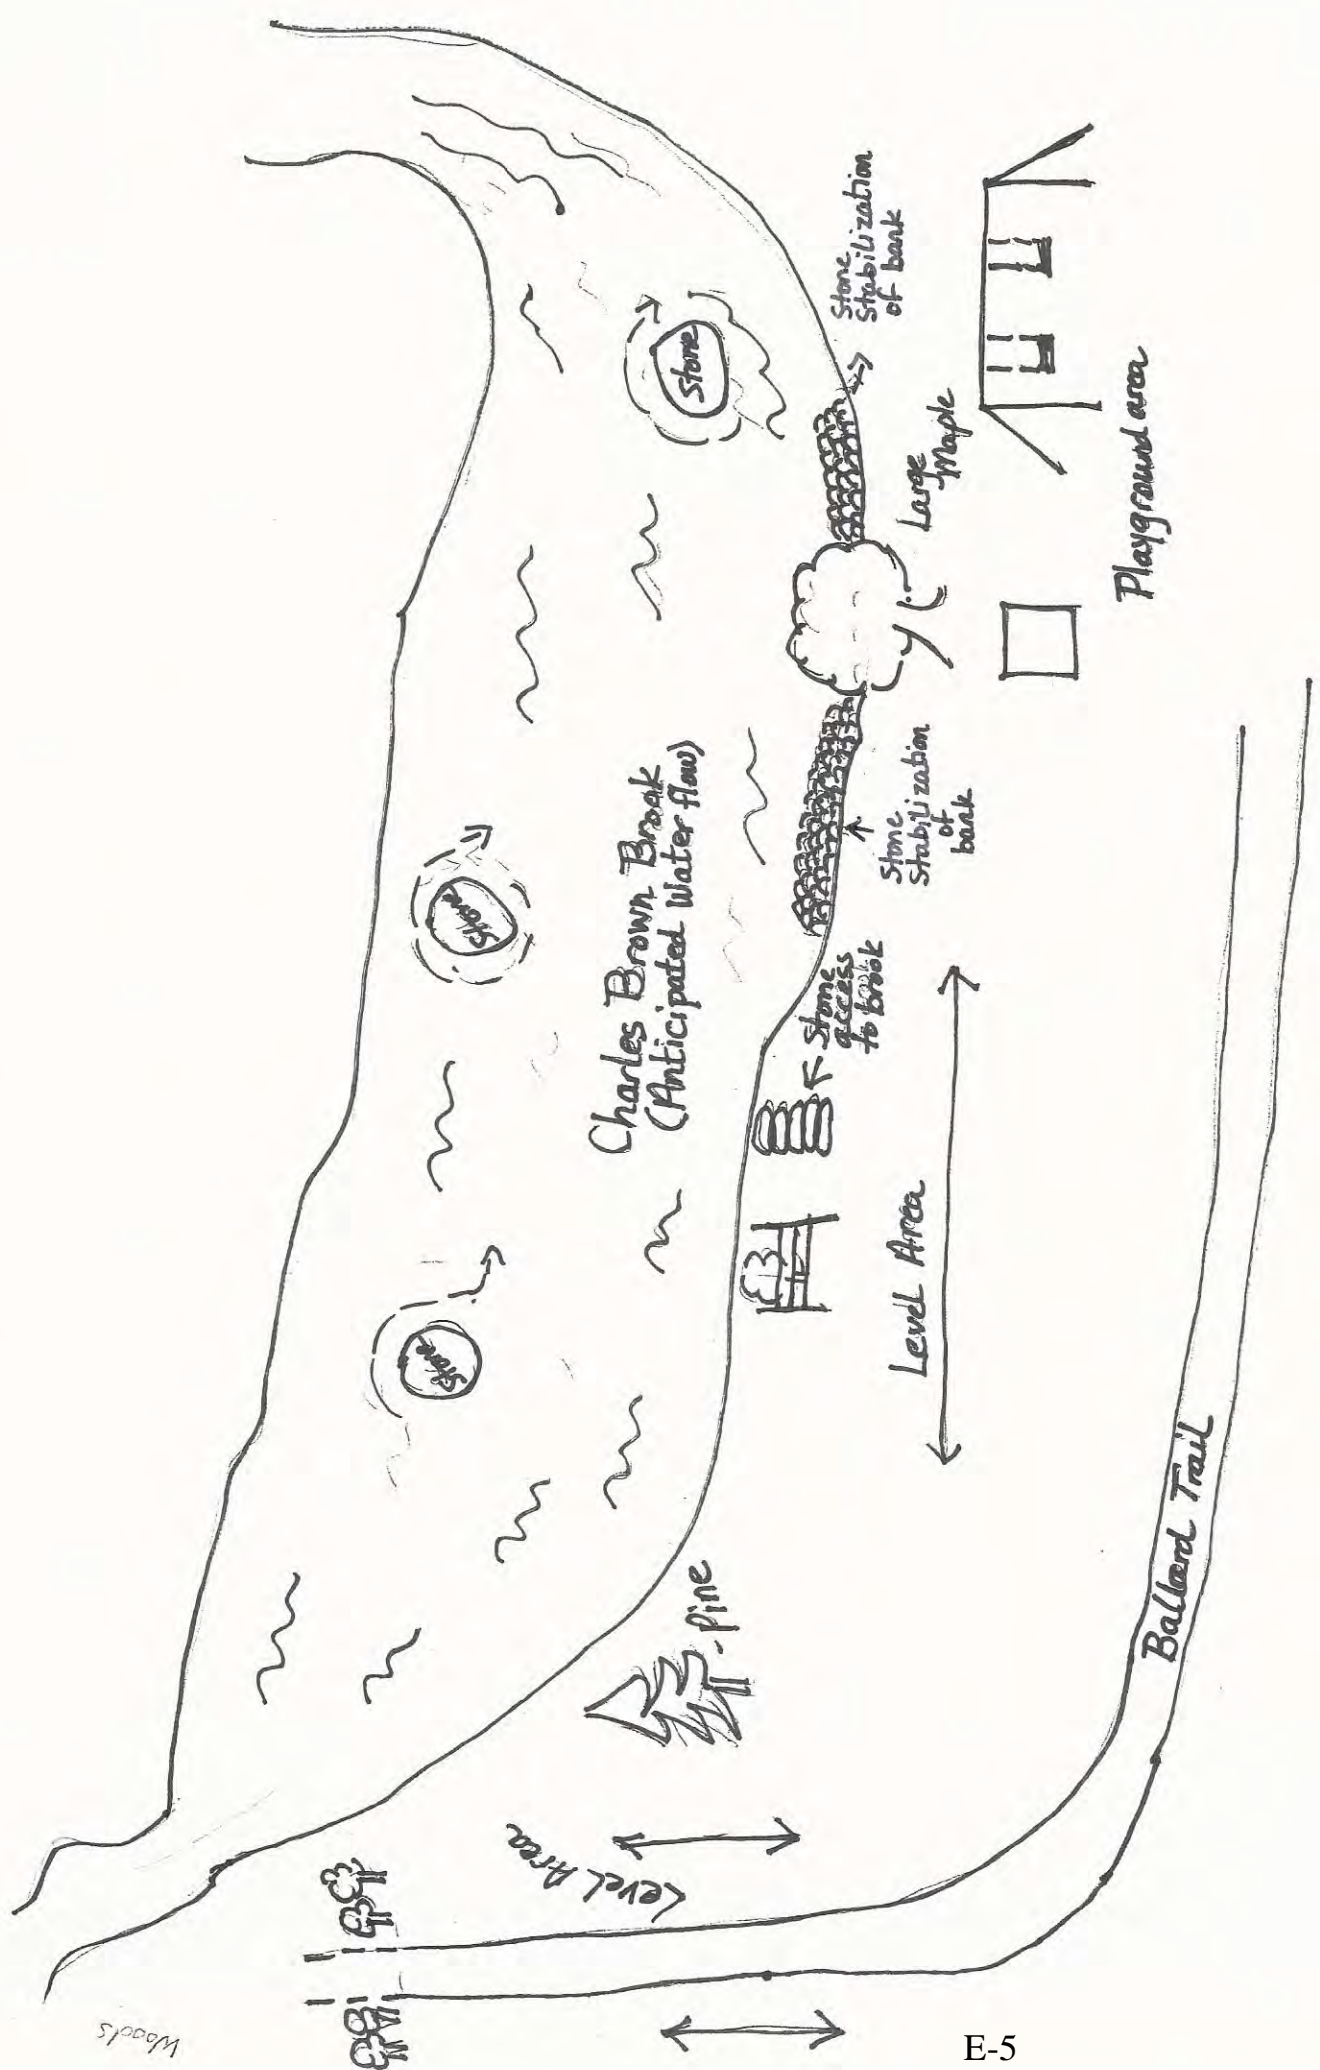 Woods
Level Area
Pine
Ballard Trail
Level Area
Stone
Stone
Stone
Charles Brown Brook
(Anticipated Water flow)
Stone
access
to brook
Stone
Stabilization
of
bank
Large
Maple
Stone
Stabilization
of bank
Playground area
E-5